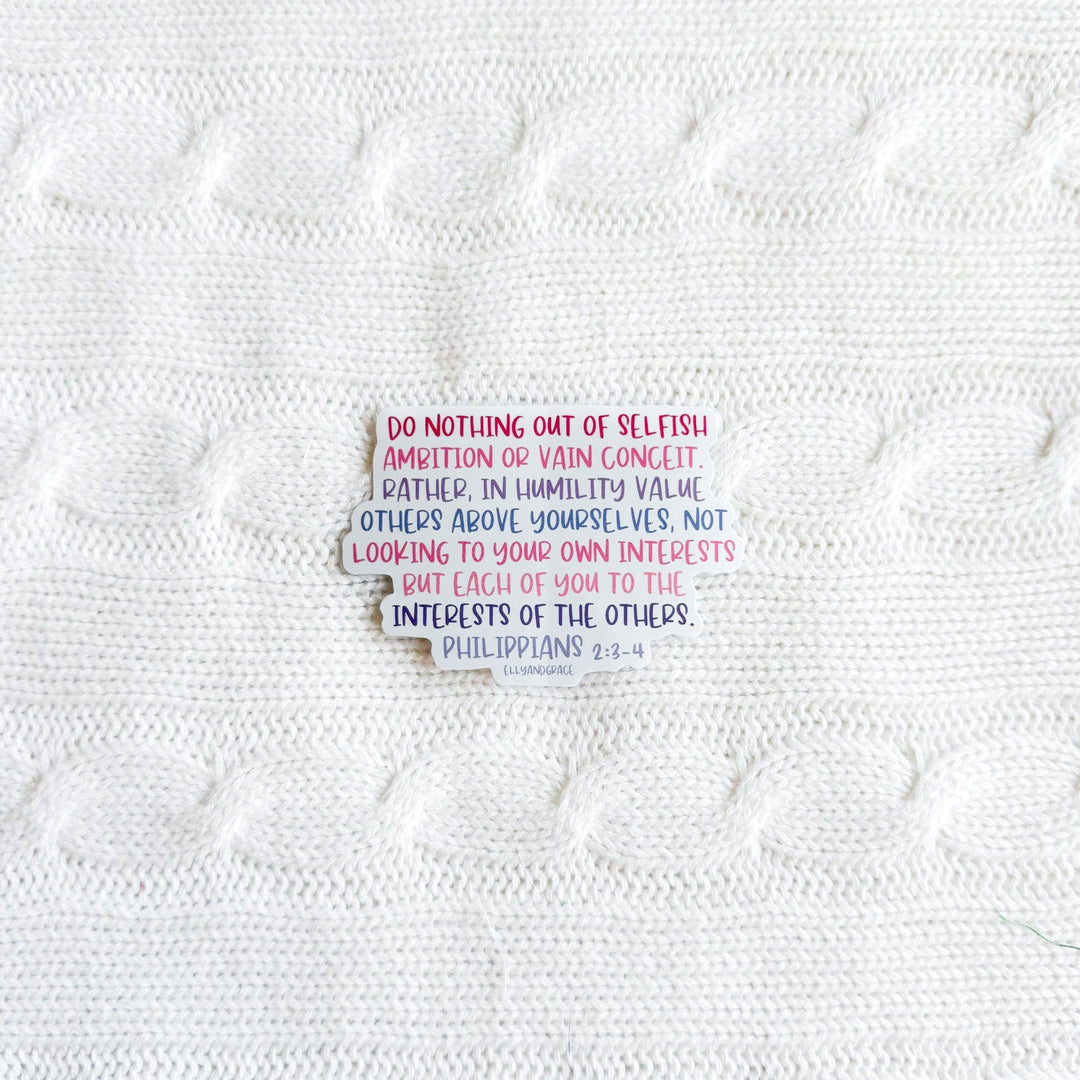 DO NOTHING OUT OF SELFISH
AMBITION OR VAIN CONCEIT.
RATHER, IN HUMILITY VALUE
OTHERS ABOVE YOURSELVES, NOT
LOOKING TO YOUR OWN INTERESTS
BUT EACH OF YOU TO THE
INTERESTS OF THE OTHERS.
PHILIPPIANS 2:3-4
ELLYANDGRACE